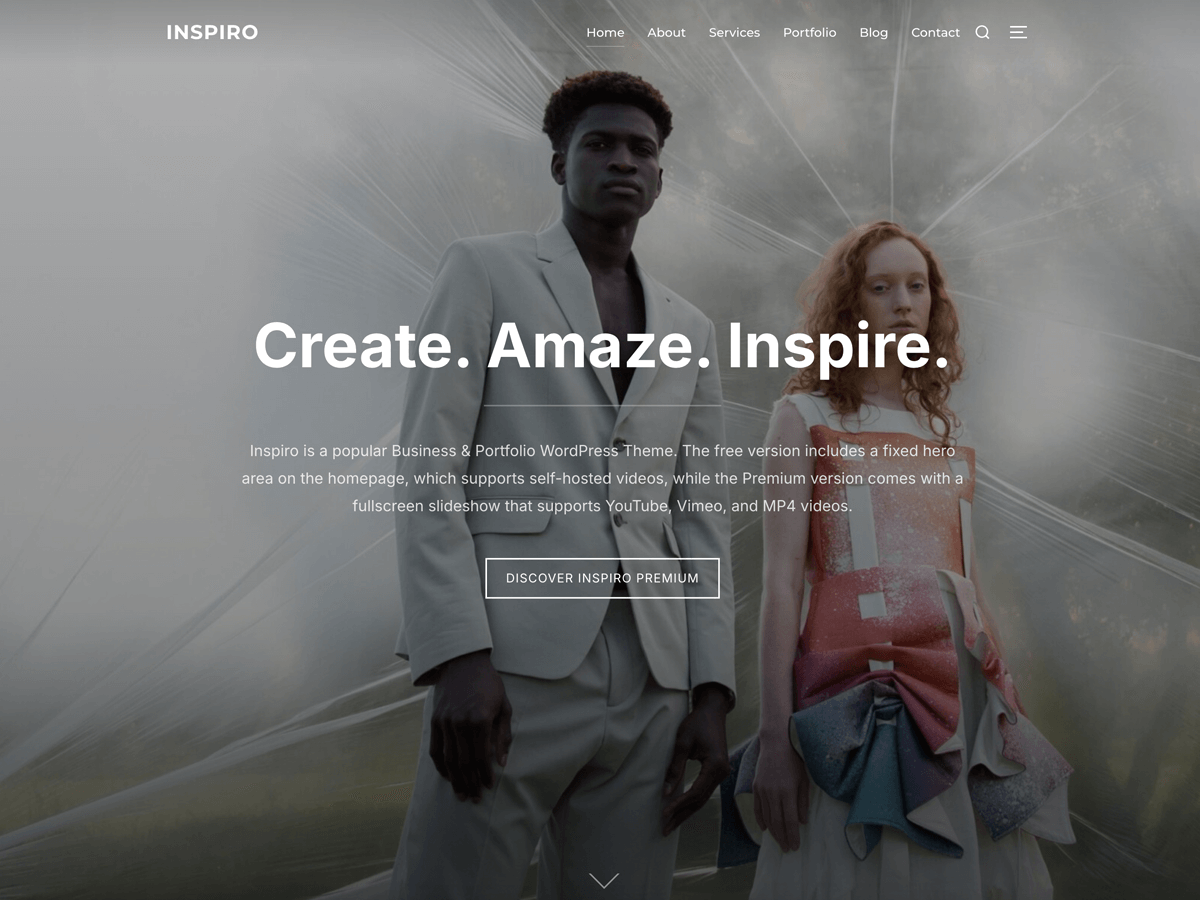 INSPIRO
Home About Services Portfolio Blog Contact
Create. Amaze. Inspire.
Inspiro is a popular Business & Portfolio WordPress Theme. The free version includes a fixed hero
area on the homepage, which supports self-hosted videos, while the Premium version comes with a
fullscreen slideshow that supports YouTube, Vimeo, and MP4 videos.
DISCOVER INSPIRO PREMIUM